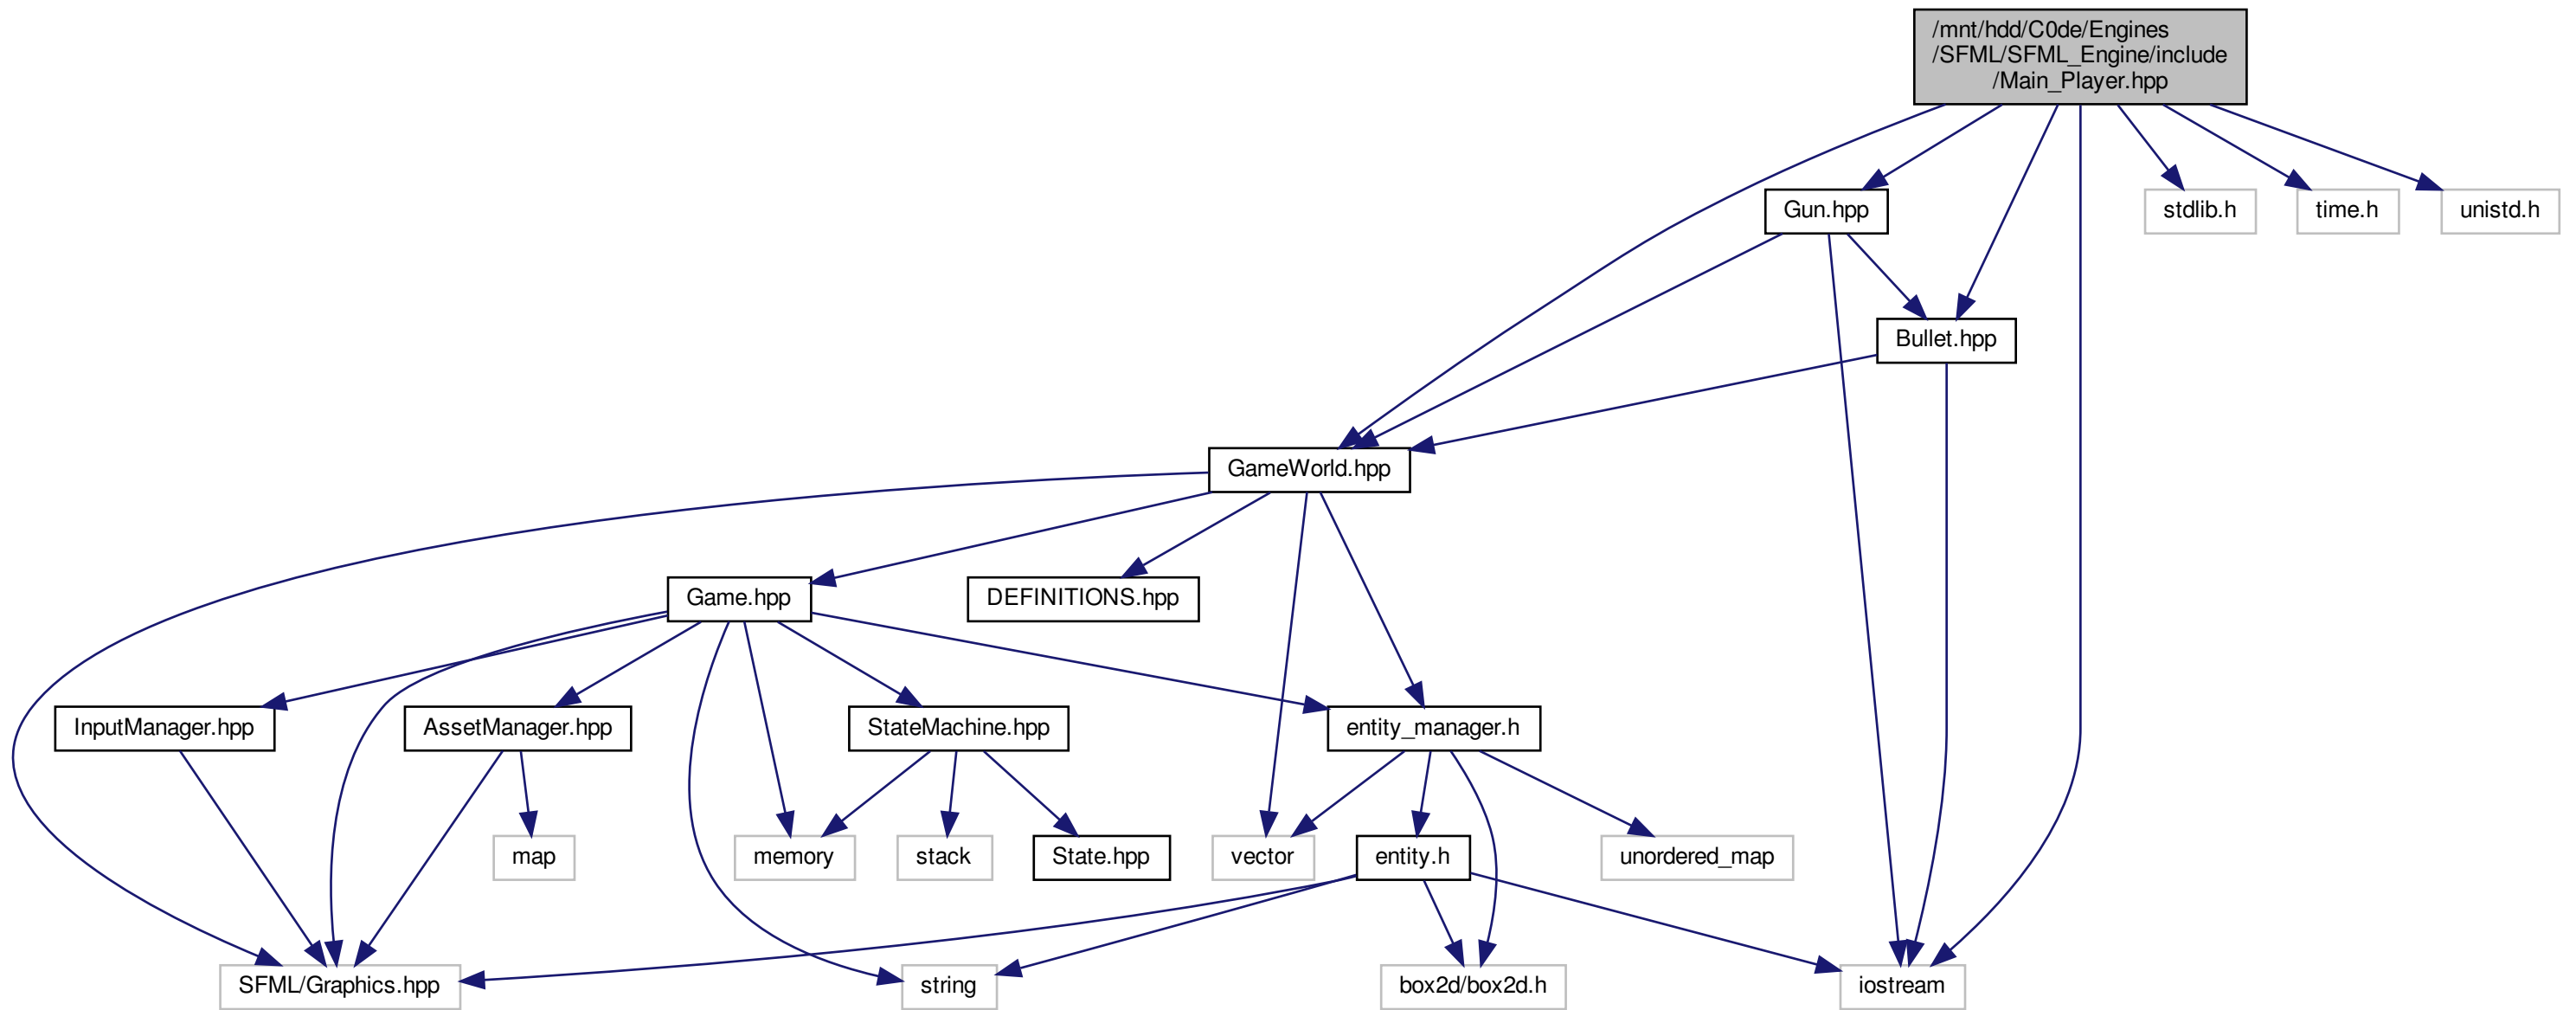 /mnt/hdd/C0de/Engines
/SFML/SFML_Engine/include
/Main_Player.hpp
Gun.hpp
stdlib.h
time.h
unistd.h
Bullet.hpp
GameWorld.hpp
Game.hpp
DEFINITIONS.hpp
InputManager.hpp
AssetManager.hpp
StateMachine.hpp
entity_manager.h
map
memory
stack
State.hpp
vector
entity.h
unordered_map
SFML/Graphics.hpp
string
box2d/box2d.h
iostream